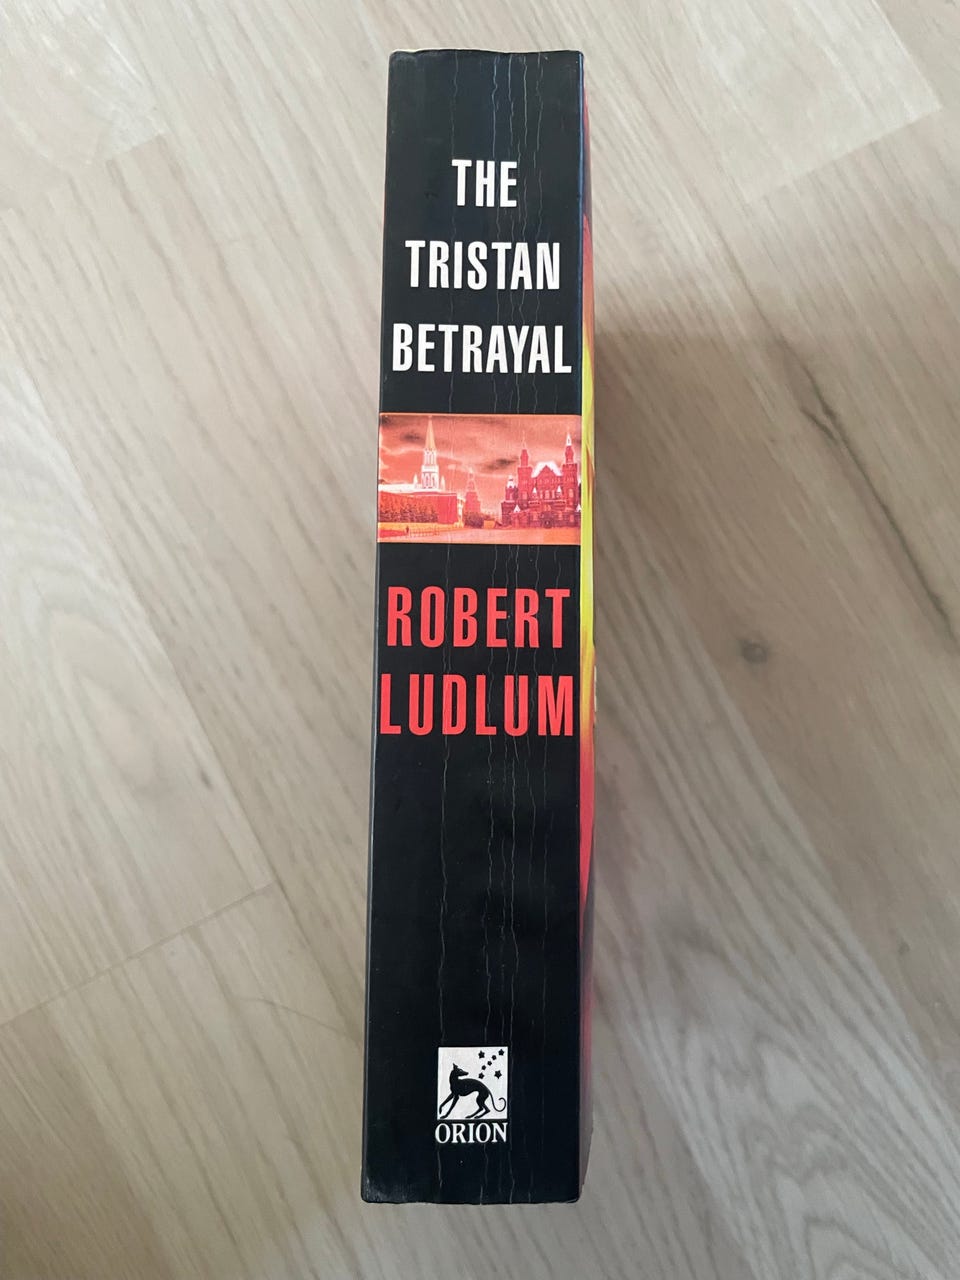 THE
TRISTAN
BETRAYAL
ROBERT
LUDLUM
ORION